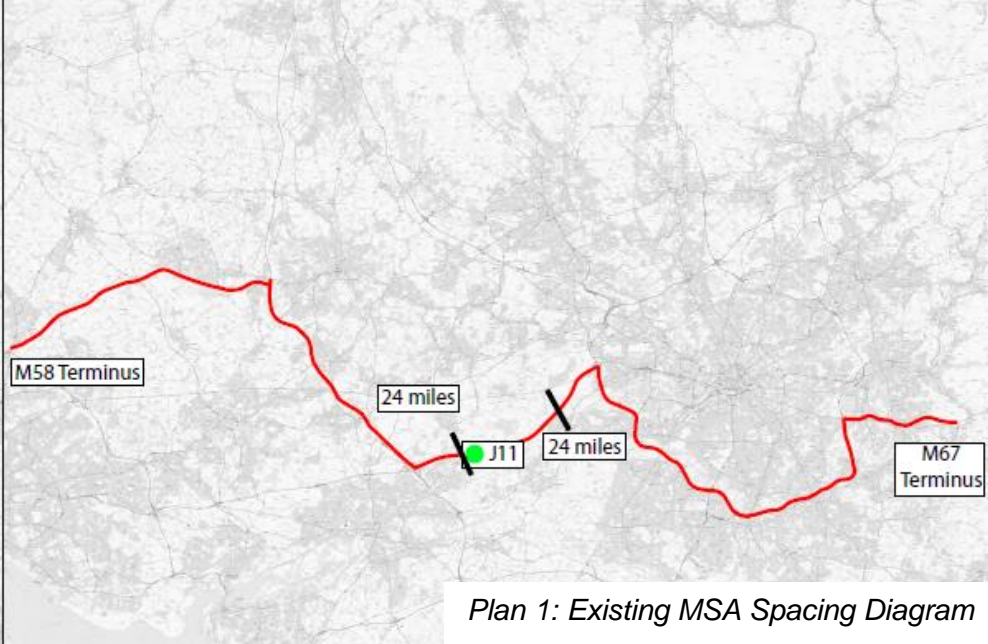 M58 Terminus
24 miles
J11
24 miles
M67
Terminus
Plan 1: Existing MSA Spacing Diagram